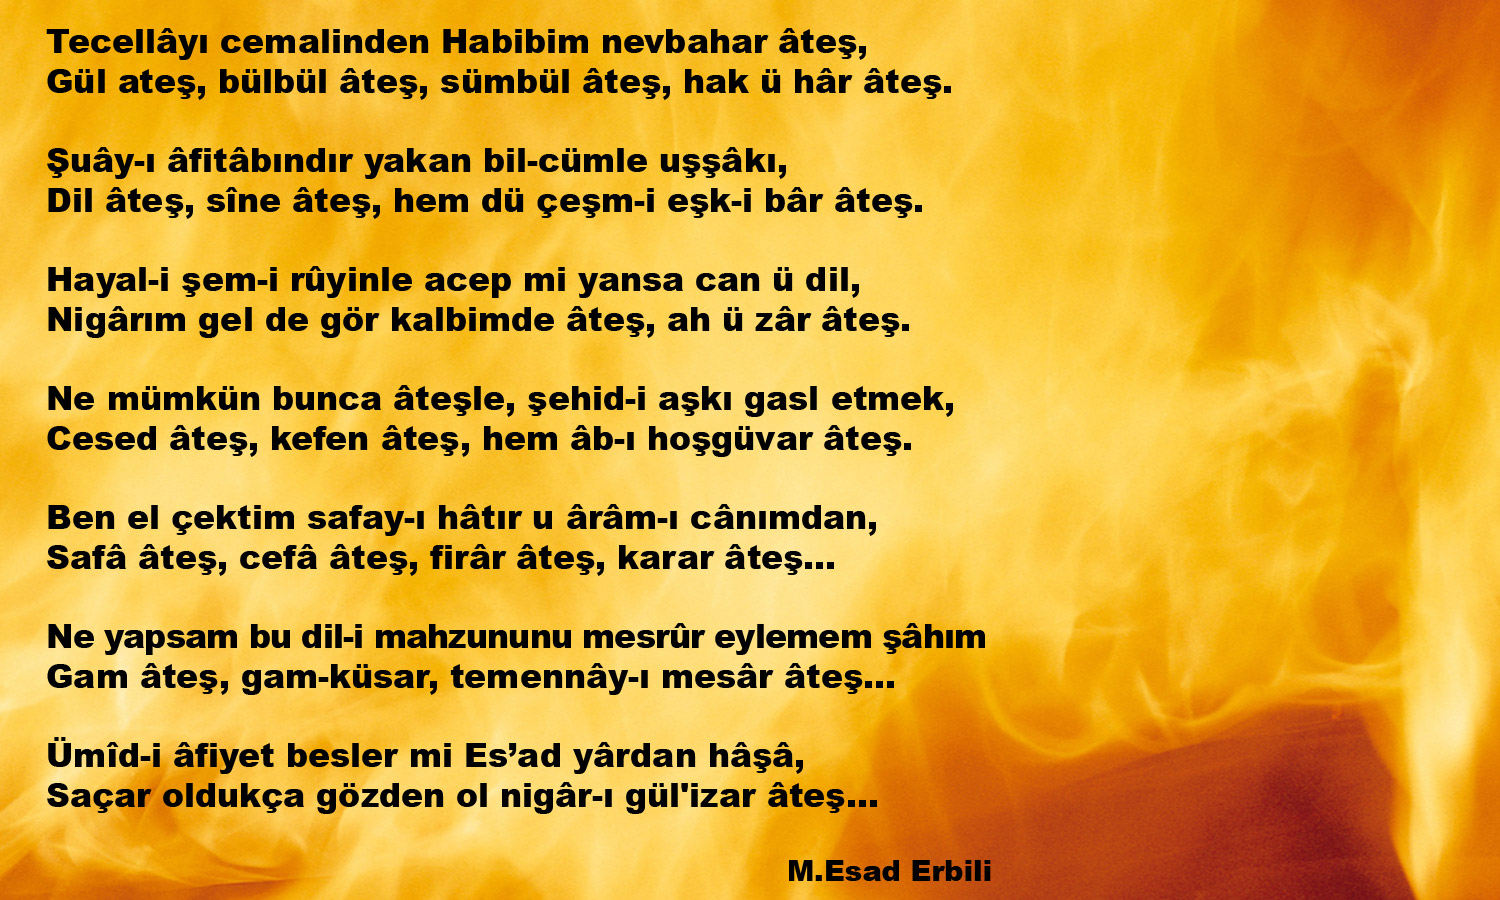 Tecellâyı cemalinden Habibim nevbahar âteş,
Gül ateş, bülbül âteş, sümbül âteş, hak ü hâr âteş.
Şuây-ı âfitâbındır yakan bil-cümle uşşâkı,
Dil âteş, sîne âteş, hem dü çeşm-i eşk-i bâr âteş.
Hayal-i şem-i rûyinle acep mi yansa can ü dil,
Nigârım gel de gör kalbimde âteş, ah ü zâr âteş.
Ne mümkün bunca âteşle, şehid-i aşkı gasl etmek,
Cesed âteş, kefen âteş, hem âb-ı hoşgüvar âteş.
Ben el çektim safay-ı hâtır u ârâm-ı cânımdan,
Safâ âteş, cefâ âteş, firâr âteş, karar âteş...
Ne yapsam bu dil-i mahzununu mesrûr eylemem şâhım
Gam âteş, gam-küsar, temennây-ı mesâr âteş...
Ümîd-i âfiyet besler mi Es’ad yârdan hâşâ,
Saçar oldukça gözden ol nigâr-ı gül'izar âteş...
M.Esad Erbili